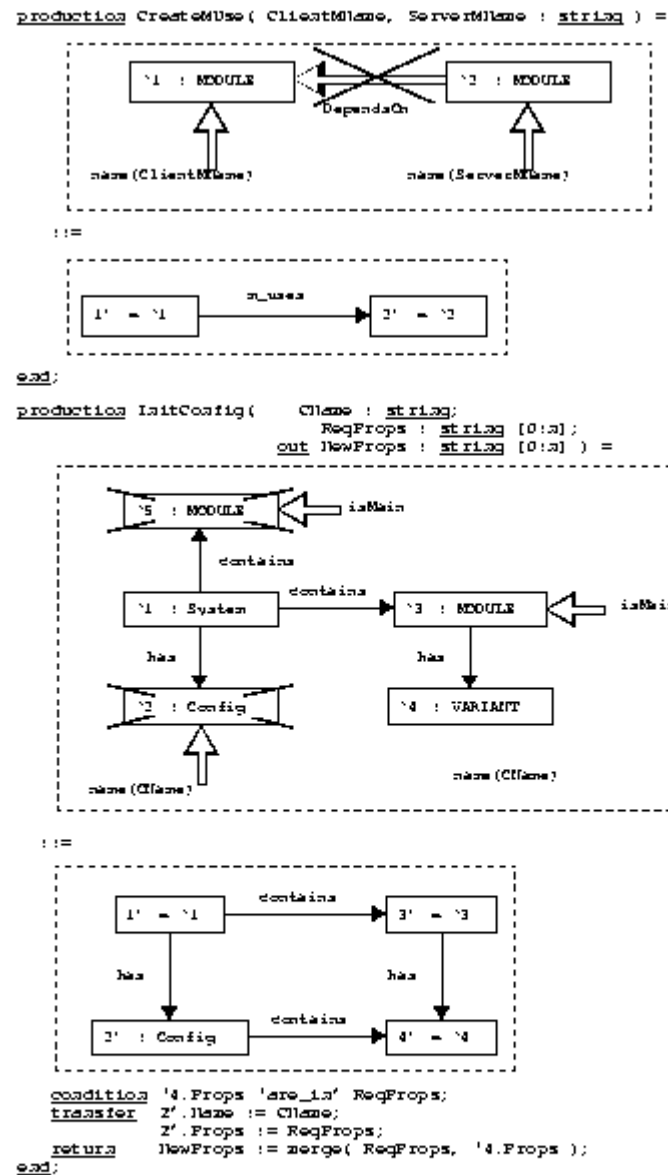 production CreateMUse( ClientMName, ServerMName : string ) =
`1 : MODULE
`2 : MODULE
DependsOn
name(ClientMName)
name(ServerMName)
::=
m_uses
1' = `1
2' = `2
end;
production InitConfig( CName : string;
ReqProps : string [0:n];
out NewProps : string [0:n] ) =
`5 : MODULE
isMain
contains
contains
`1 : System
`3 : MODULE
isMain
has
has
`2 : Config
`4 : VARIANT
name(CName)
name(CName)
::=
contains
1' = `1
3' = `3
has
has
contains
2' : Config
4' = `4
condition '4.Props 'are_in' ReqProps;
transfer 2'.Name := CName;
2'.Props := ReqProps;
return NewProps := merge( ReqProps, '4.Props );
end;